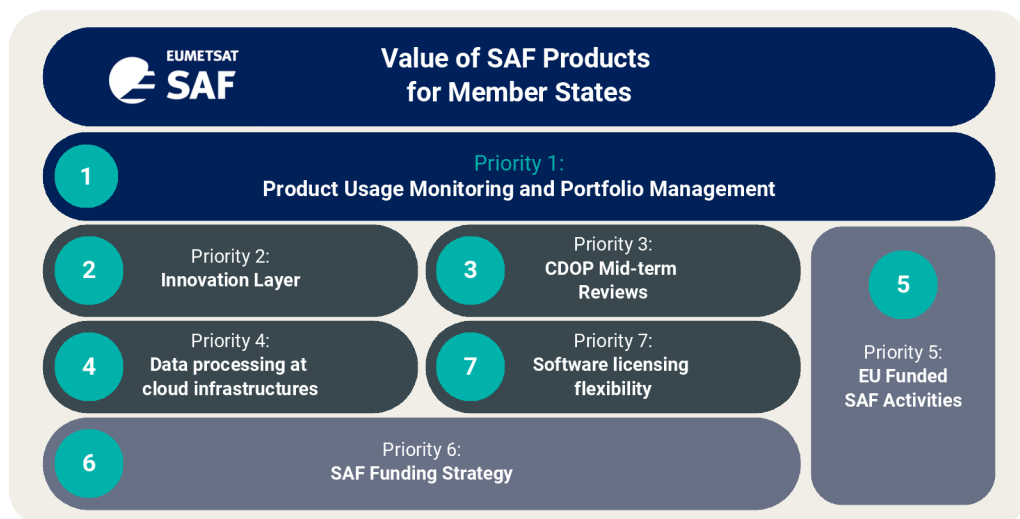 EUMETSAT
SAF
Value of SAF Products
for Member States
1
Priority 1:
Product Usage Monitoring and Portfolio Management
2
Priority 2:
Innovation Layer
3
Priority 3:
CDOP Mid-term
Reviews
4
Priority 4:
Data processing at
cloud infrastructures
7
Priority 7:
Software licensing
flexibility
5
Priority 5:
EU Funded
SAF Activities
6
Priority 6:
SAF Funding Strategy